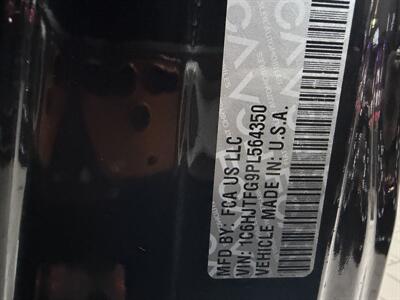 MFD BY: FCA US LLC
VIN: 1C6HJTFG9PL564350
VEHICLE MADE IN: U.S.A.